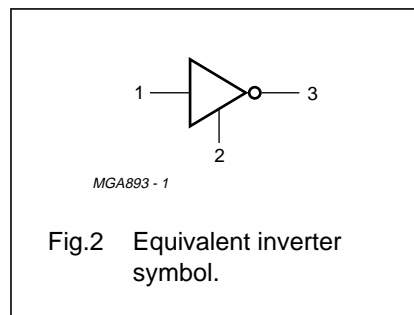 1
3
2
MGA893 - 1
Fig.2 Equivalent inverter
symbol.